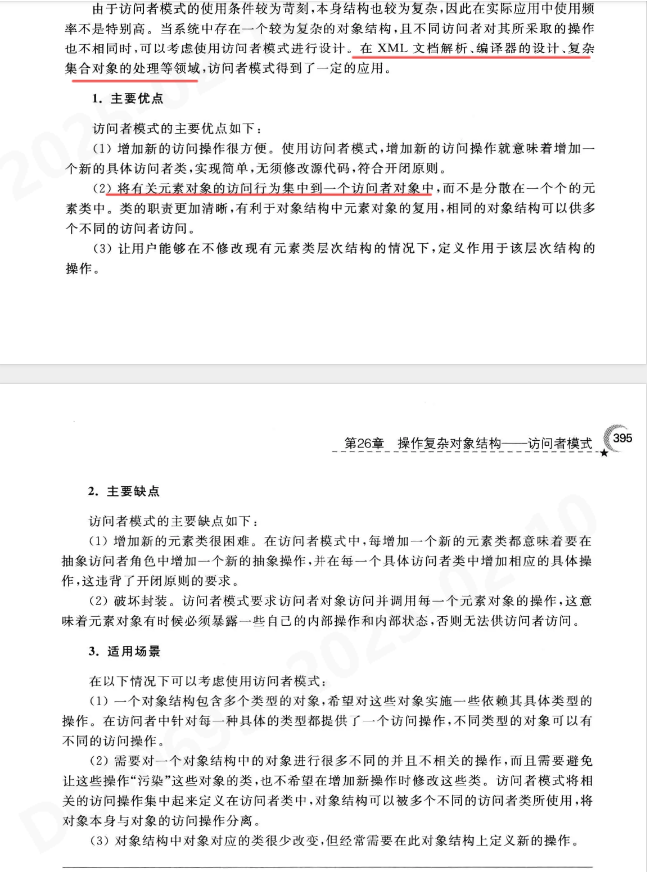 由于访问者模式的使用条件较为苛刻,本身结构也较为复杂,因此在实际应用中使用频
率不是特别高。当系统中存在一个较为复杂的对象结构,且不同访问者对其所采取的操作
也不相同时,可以考虑使用访问者模式进行设计。在 XML 文档解析、编译器的设计、复杂
集合对象的处理等领域,访问者模式得到了一定的应用。
1. 主要优点
访问者模式的主要优点如下:
(1) 增加新的访问操作很方便。使用访问者模式,增加新的访问操作就意味着增加一
个新的具体访问者类,实现简单,无须修改源代码,符合开闭原则。
(2) 将有关元素对象的访问行为集中到一个访问者对象中,而不是分散在一个个的元
素类中。类的职责更加清晰,有利于对象结构中元素对象的复用,相同的对象结构可以供多
个不同的访问者访问。
(3) 让用户能够在不修改现有元素类层次结构的情况下,定义作用于该层次结构的
操作。
第26章 操作复杂对象结构——访问者模式 395
2. 主要缺点
访问者模式的主要缺点如下:
(1) 增加新的元素类很困难。在访问者模式中,每增加一个新的元素类都意味着要在
抽象访问者角色中增加一个新的抽象操作,并在每一个具体访问者类中增加相应的具体操
作,这违背了开闭原则的要求。
(2) 破坏封装。访问者模式要求访问者对象访问并调用每一个元素对象的操作,这意
味着元素对象有时候必须暴露一些自己的内部操作和内部状态,否则无法供访问者访问。
3. 适用场景
在以下情况下可以考虑使用访问者模式:
(1) 一个对象结构包含多个类型的对象,希望对这些对象实施一些依赖其具体类型的
操作。在访问者中针对每一种具体的类型都提供了一个访问操作,不同类型的对象可以有
不同的访问操作。
(2) 需要对一个对象结构中的对象进行很多不同的并且不相关的操作,而且需要避免
让这些操作“污染”这些对象的类,也不希望在增加新操作时修改这些类。访问者模式将相
关的访问操作集中起来定义在访问者类中,对象结构可以被多个不同的访问者类所使用,将
对象本身与对象的访问操作分离。
(3) 对象结构中对象对应的类很少改变,但经常需要在此对象结构上定义新的操作。